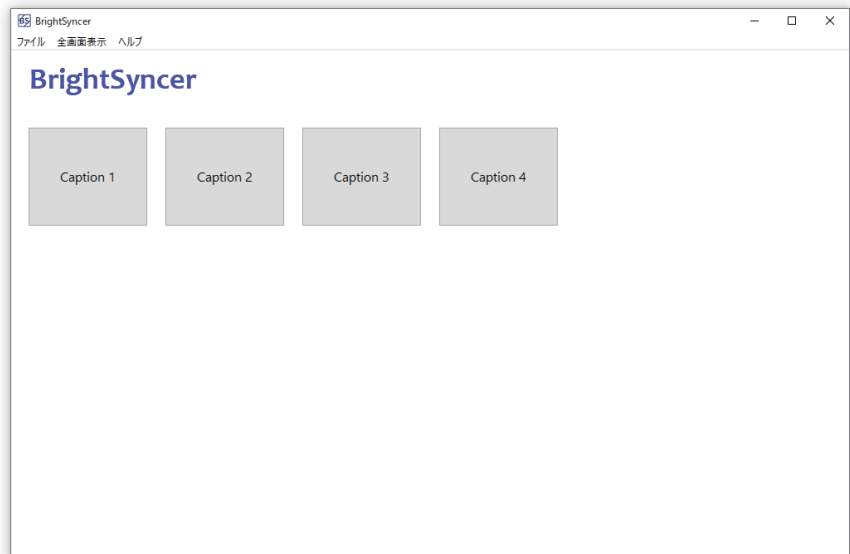 BS BrightSyncer
ファイル 全画面表示 ヘルプ
BrightSyncer
Caption 1 Caption 2 Caption 3 Caption 4